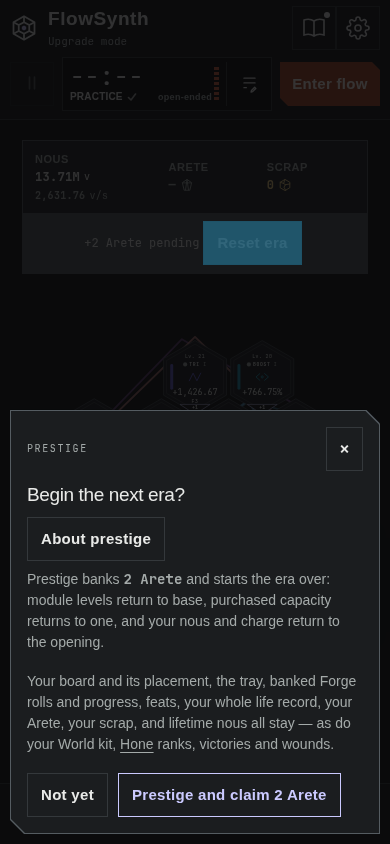 FlowSynth
Upgrade mode
--:--
PRACTICE
open-ended
Enter flow
NOUS
13.71M v
2,631.76 v/s
ARETE
—
SCRAP
0
+2 Arete pending
Reset era
Lv. 21
TRI
+1,426.67
BOOST
+766.75%
PRESTIGE
×
Begin the next era?
About prestige
Prestige banks 2 Arete and starts the era over:
module levels return to base, purchased capacity
returns to one, and your nous and charge return to
the opening.
Your board and its placement, the tray, banked Forge
rolls and progress, feats, your whole life record, your
Arete, your scrap, and lifetime nous all stay — as do
your World kit, Hone ranks, victories and wounds.
Not yet
Prestige and claim 2 Arete